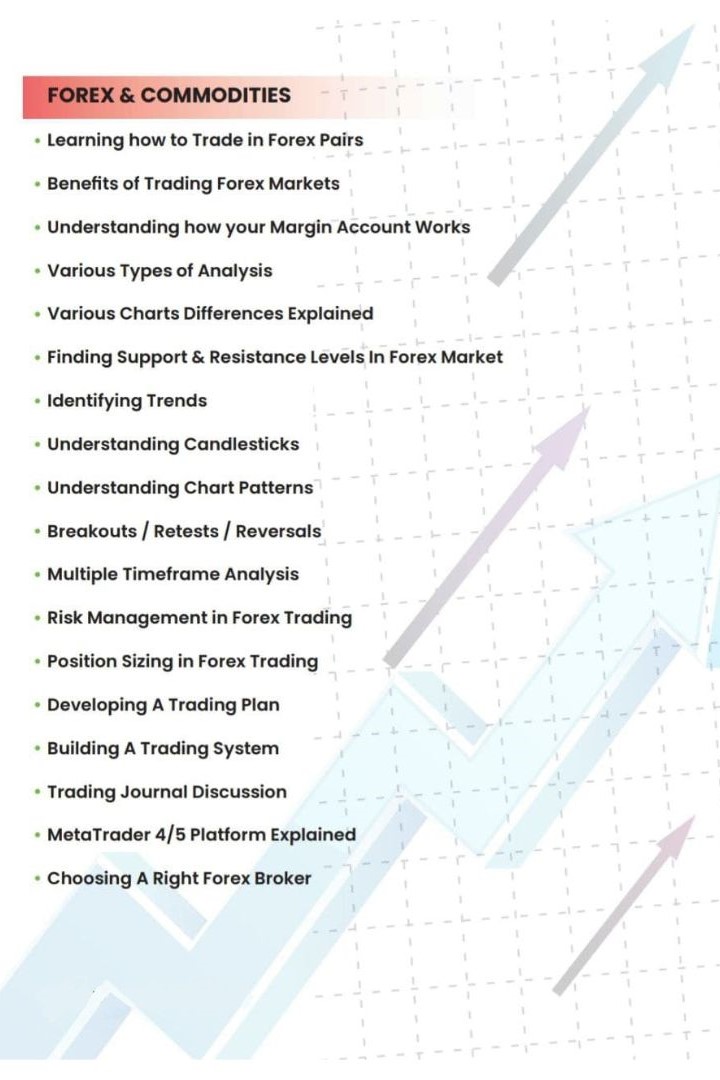 FOREX & COMMODITIES
• Learning how to Trade in Forex Pairs
• Benefits of Trading Forex Markets
• Understanding how your Margin Account Works
• Various Types of Analysis
• Various Charts Differences Explained
• Finding Support & Resistance Levels In Forex Market
• Identifying Trends
• Understanding Candlesticks
• Understanding Chart Patterns
• Breakouts / Retests / Reversals
• Multiple Timeframe Analysis
• Risk Management in Forex Trading
• Position Sizing in Forex Trading
• Developing A Trading Plan
• Building A Trading System
• Trading Journal Discussion
• MetaTrader 4/5 Platform Explained
• Choosing A Right Forex Broker